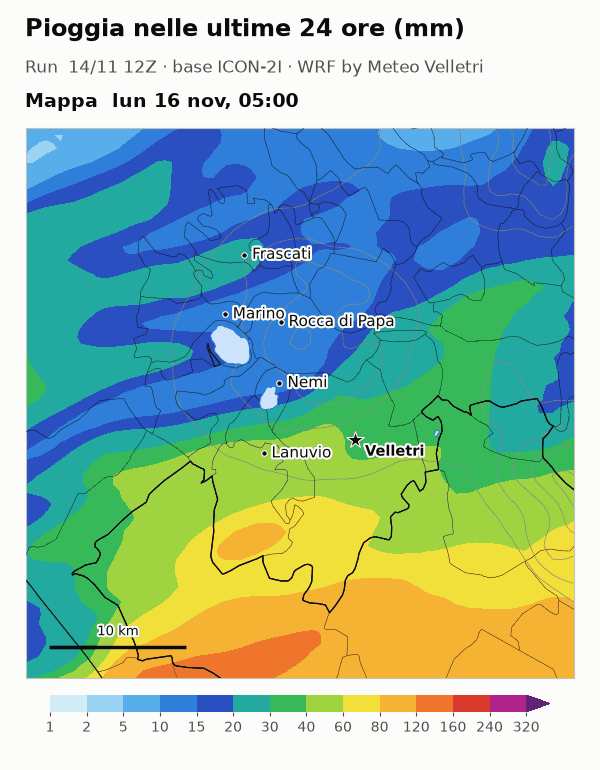 Pioggia nelle ultime 24 ore (mm)
Run  14/11 12Z · base ICON-2I · WRF by Meteo Velletri
Mappa  lun 16 nov, 05:00
Frascati
Marino
Rocca di Papa
Nemi
Lanuvio
Velletri
10 km
1 2 5 10 15 20 30 40 60 80 120 160 240 320